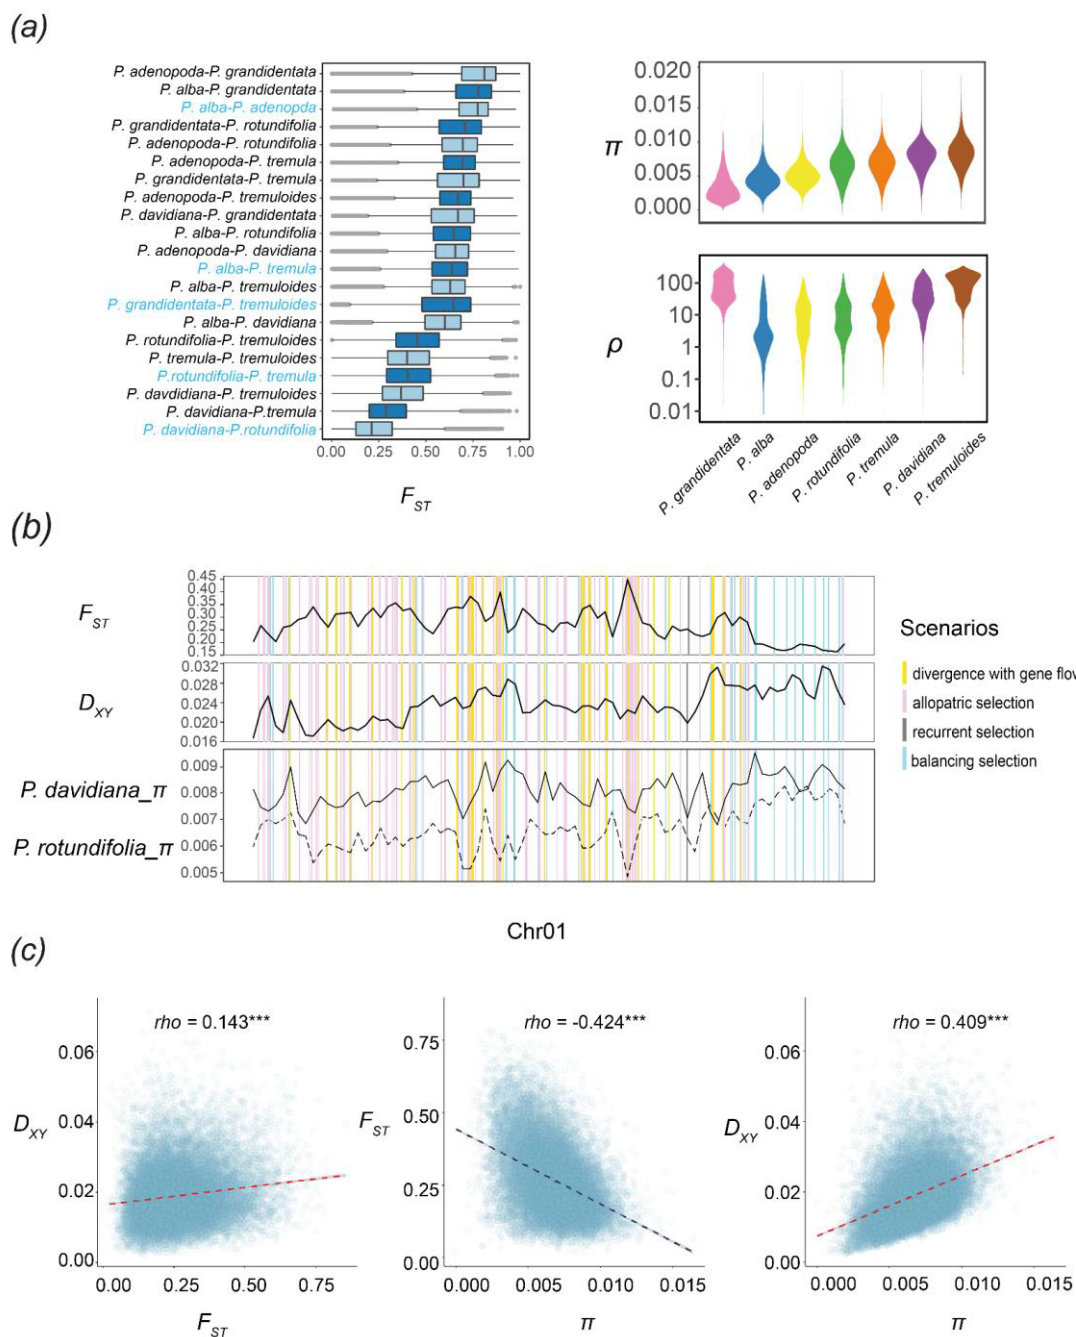 (a)
P. adenopoda-P. grandidentata
P. alba-P. grandidentata
P. alba-P. adenopda
P. grandidentata-P. rotundifolia
P. adenopoda-P. rotundifolia
P. adenopoda-P. tremula
P. grandidentata-P. tremula
P. adenopoda-P. tremuloides
P. davidiana-P. grandidentata
P. alba-P. rotundifolia
P. adenopoda-P. davidiana
P. alba-P. tremula
P. alba-P. tremuloides
P. grandidentata-P. tremuloides
P. alba-P. davidiana
P. rotundifolia-P. tremuloides
P. tremula-P. tremuloides
P.rotundifolia-P. tremula
P. davdidiana-P. tremuloides
P. davidiana-P.tremula
P. davidiana-P.rotundifolia
0.00 0.25 0.50 0.75 1.00
FST
0.020
0.015
0.010
0.005
0.000
π
100
10
1
0.1
0.01
ρ
P. grandidentata
P. alba
P. adenopoda
P. rotundifolia
P. tremula
P. davidiana
P. tremuloides
(b)
FST
0.45
0.40
0.35
0.30
0.25
0.20
0.15
DXY
0.032
0.028
0.024
0.020
0.016
P. davidiana_π
P. rotundifolia_π
0.009
0.008
0.007
0.006
0.005
Chr01
Scenarios
divergence with gene flow
allopatric selection
recurrent selection
balancing selection
(c)
rho = 0.143***
DXY
0.06
0.04
0.02
0.00
0.00 0.25 0.50 0.75
FST
rho = -0.424***
FST
0.75
0.50
0.25
0.00
0.000 0.005 0.010 0.015
π
rho = 0.409***
DXY
0.06
0.04
0.02
0.00
0.000 0.005 0.010 0.015
π